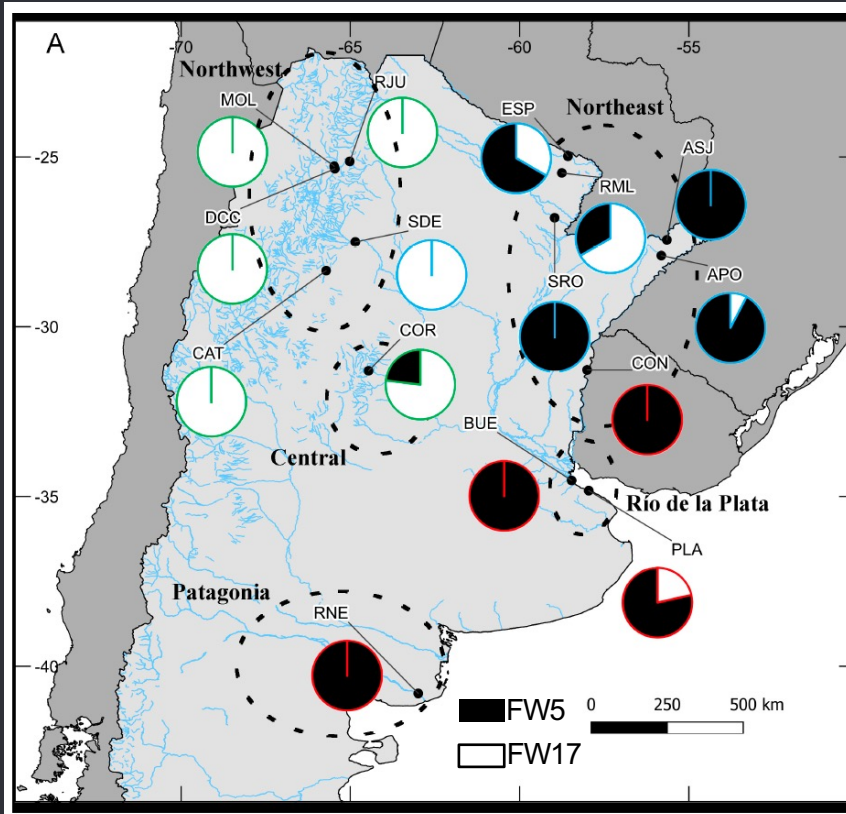 A
-70
-65
-60
-55
Northwest
RJU
MOL
ESP
Northeast
ASJ
-25
RML
DCC
SDE
APO
SRO
-30
CAT
COR
CON
BUE
Central
-35
Río de la Plata
PLA
Patagonia
RNE
-40
FW5
0 250 500 km
FW17